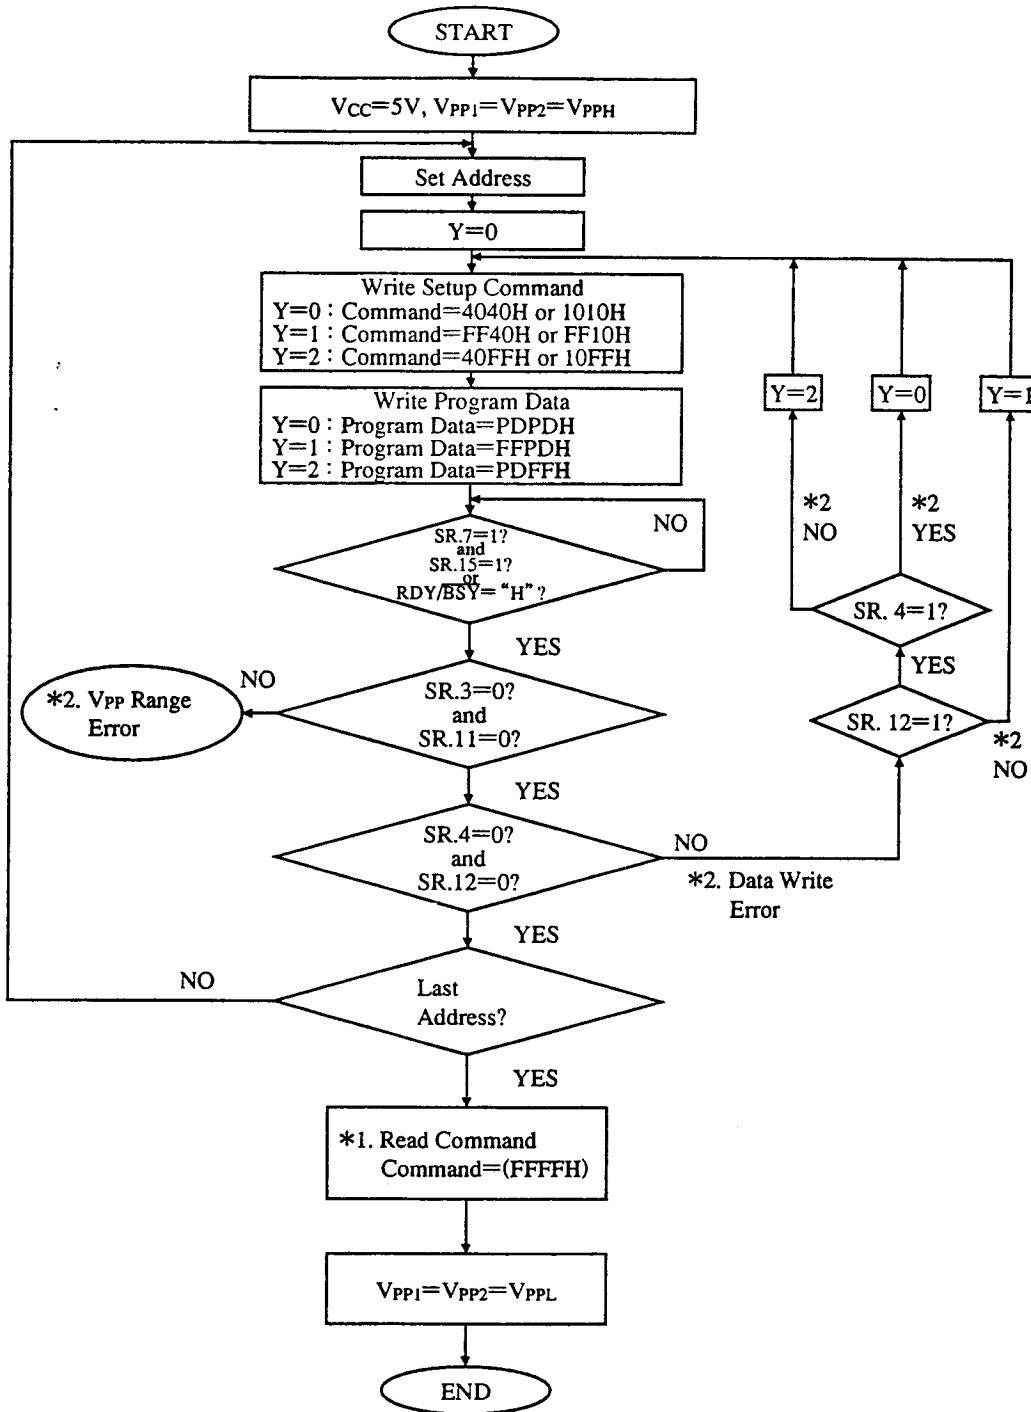 START
VCC=5V, VPP1=VPP2=VPPH
Set Address
Y=0
Write Setup Command
Y=0 : Command=4040H or 1010H
Y=1 : Command=FF40H or FF10H
Y=2 : Command=40FFH or 10FFH
Y=2
Y=0
Y=1
Write Program Data
Y=0 : Program Data=PDPDH
Y=1 : Program Data=FFPDH
Y=2 : Program Data=PDFFH
NO
SR.7=1?
and
SR.15=1?
or
RDY/BSY= "H" ?
*2
NO
*2
YES
SR. 4=1?
YES
YES
SR. 12=1?
*2
NO
NO
*2. VPP Range
Error
SR.3=0?
and
SR.11=0?
YES
SR.4=0?
and
SR.12=0?
NO
*2. Data Write
Error
YES
NO
Last
Address?
YES
*1. Read Command
Command=(FFFFH)
VPP1=VPP2=VPPL
END